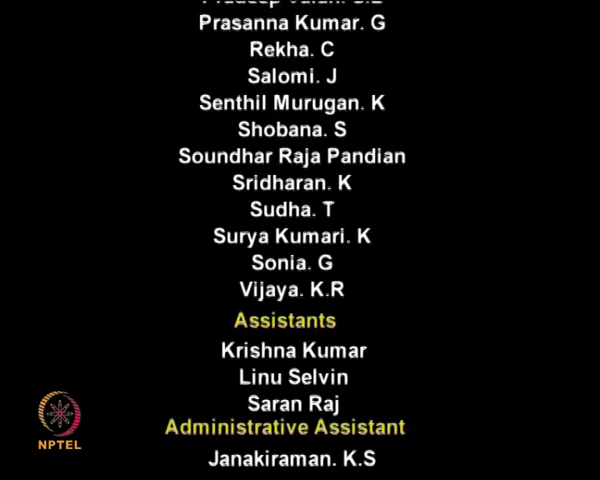 Prasanna Kumar. G
Rekha. C
Salomi. J
Senthil Murugan. K
Shobana. S
Soundhar Raja Pandian
Sridharan. K
Sudha. T
Surya Kumari. K
Sonia. G
Vijaya. K.R
Assistants
Krishna Kumar
Linu Selvin
Saran Raj
Administrative Assistant
Janakiraman. K.S
NPTEL